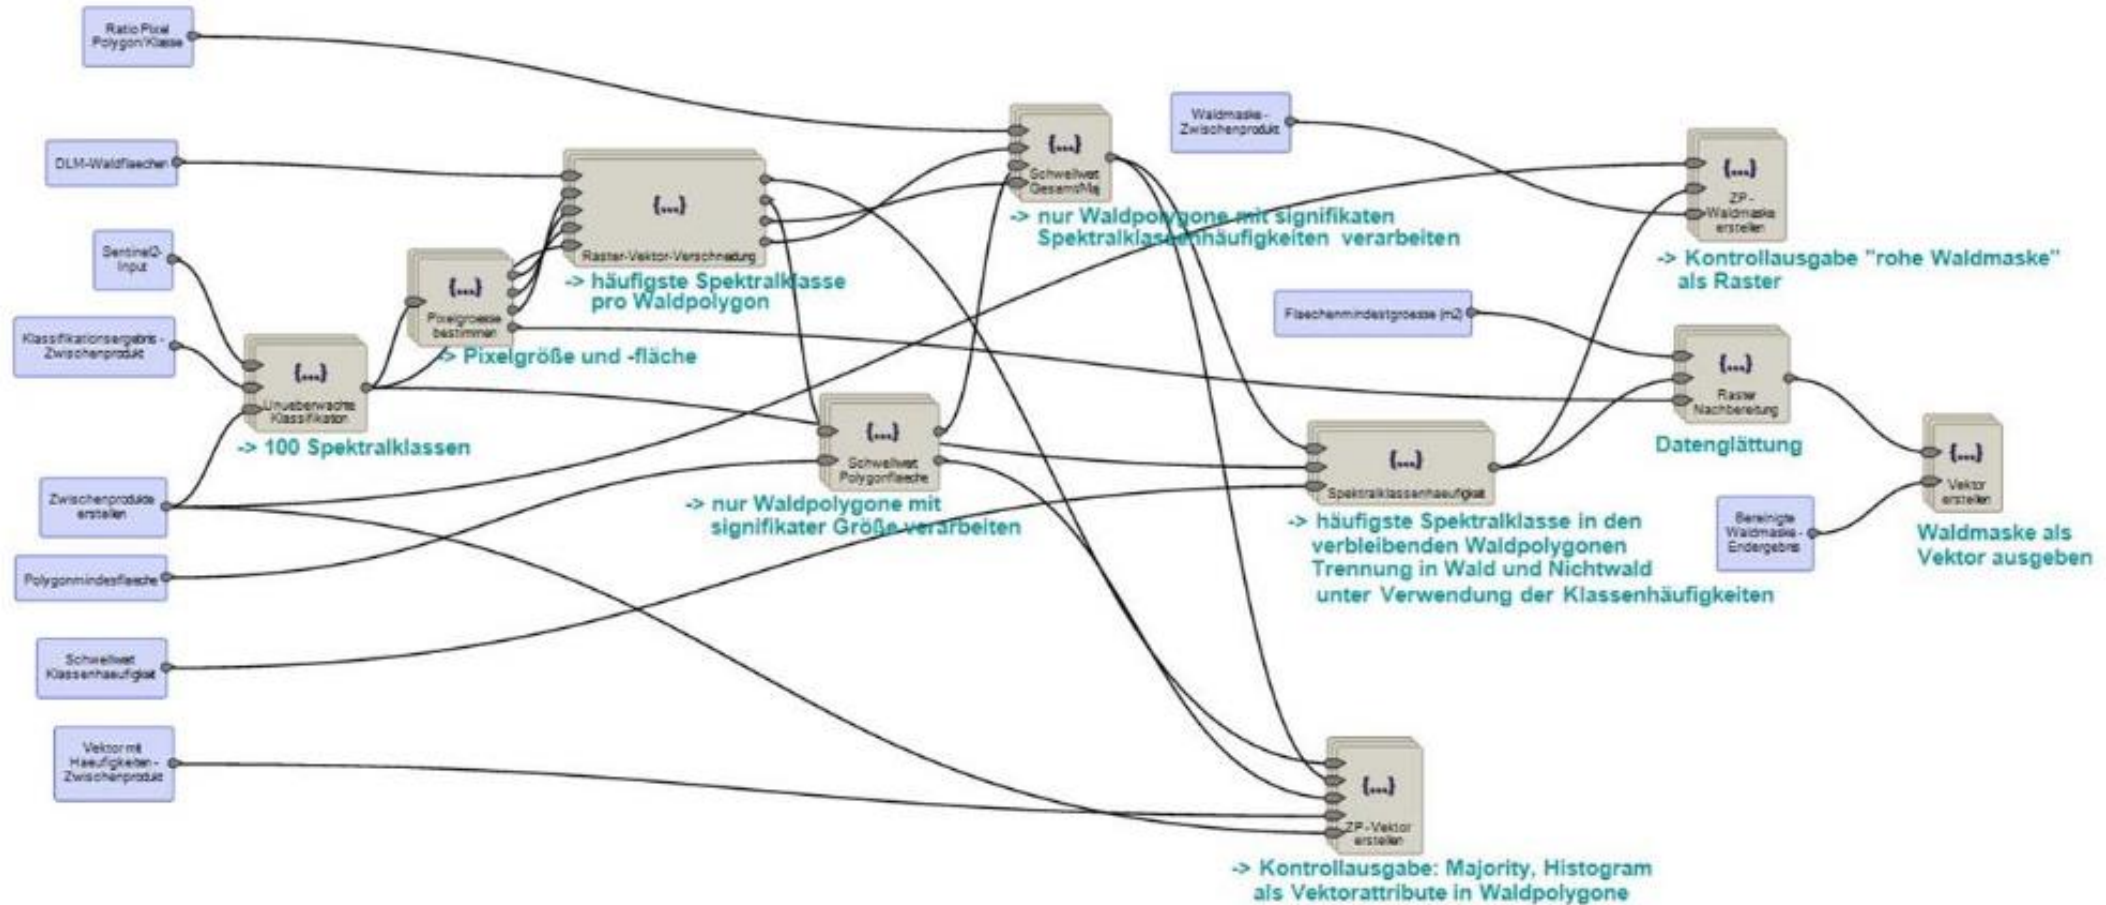 Ratio Pixel
Polygon/Klasse
DLM-Waldflaechen
Sentinel2-
Input
Klassifikationsergebnis -
Zwischenprodukt
Zwischenprodukte
erstellen
Polygonmindesflaeche
Schwellwert
Klassenhaeufigkeit
Vektor mit
Haeufigkeiten -
Zwischenprodukt
{...}
Unueberwachte
Klassifikation
-> 100 Spektralklassen
{...}
Pixelgroesse
bestimmen
-> Pixelgröße und -fläche
{...}
Raster-Vektor-Verschneidung
-> häufigste Spektralklasse
pro Waldpolygon
{...}
Schwellwert
Polygonflaeche
-> nur Waldpolygone mit
signifikater Größe verarbeiten
{...}
Schwellwert
GesamtMaj
-> nur Waldpolygone mit signifikaten
Spektralklassenhäufigkeiten verarbeiten
Waldmaske -
Zwischenprodukt
{...}
ZP -
Waldmaske
erstellen
-> Kontrollausgabe "rohe Waldmaske"
als Raster
Flaechenmindestgroesse (m2)
{...}
Raster
Nachbereitung
Datenglättung
{...}
Spektralklassenhaeufigkeit
-> häufigste Spektralklasse in den
verbleibenden Waldpolygonen
Trennung in Wald und Nichtwald
unter Verwendung der Klassenhäufigkeiten
Bereinigte
Waldmaske -
Endergebnis
{...}
Vektor
erstellen
Waldmaske als
Vektor ausgeben
{...}
ZP - Vektor
erstellen
-> Kontrollausgabe: Majority, Histogram
als Vektorattribute in Waldpolygone